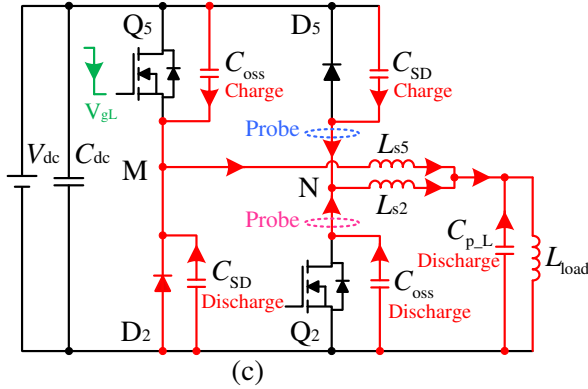 Q5 D5
Coss
Charge
CSD
Charge
VgL
Probe
Vdc Cdc
M
Ls5
N
Ls2
Probe
CSD
Discharge
Coss
Discharge
Cp_L
Discharge
Lload
D2
Q2
(c)